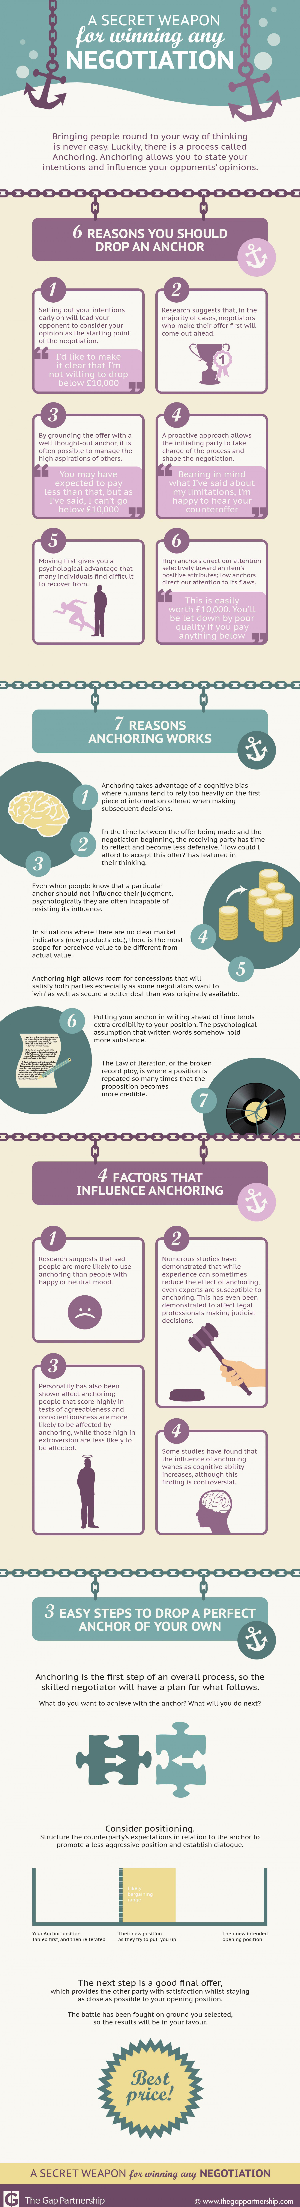 A SECRET WEAPON
for winning any
NEGOTIATION
Bringing people round to your way of thinking
is never easy. Luckily, there is a process called
Anchoring. Anchoring allows you to state your
intentions and influence your opponents' opinions.
6 REASONS YOU SHOULD
DROP AN ANCHOR
1
Setting out your intentions
early on will lead your
opponent to consider your
opinion as the starting point
of the negotiation.
I'd like to make
it clear that I'm
not willing to drop
below £10,000
2
Research suggests that, in the
majority of cases, negotiators
who make their offer first will
come out ahead.
1
3
By grounding the offer with a
well thought-out anchor, it is
often possible to manage the
high aspirations of others.
You may have
expected to pay
less than that, but as
I've said, I can't go
below £10,000
4
A proactive approach allows
the initiating party to take
charge of the process and
shape the negotiation.
Bearing in mind
what I've said about
my limitations, I'm
happy to hear your
counteroffer
5
Moving first gives you a
psychological advantage that
many individuals find difficult
to recover from.
6
High anchors direct our attention
selectively toward an item's
positive attributes; low anchors
direct our attention to its flaws.
This is easily
worth £10,000. You'll
be let down by poor
quality if you pay
anything below
7 REASONS
ANCHORING WORKS
1
Anchoring takes advantage of a cognitive bias
where humans tend to rely too heavily on the first
piece of information offered when making
subsequent decisions.
2
In the time between the offer being made and the
negotiation beginning, the receiving party has time
to reflect and become less defensive. 'How could I
afford to accept this offer?' has featured in
their thinking.
3
Even when people know that a particular
anchor should not influence their judgment,
psychologically they are often incapable of
resisting its influence.
4
In situations where there are no clear market
indicators (new products etc.), there is the most
scope for perceived value to be different from
actual value.
5
Anchoring high allows room for concessions that will
satisfy both parties especially as some negotiators want to
'win' as well as secure a better deal than was originally available.
6
Putting your anchor in writing ahead of time lends
extra credibility to your position. The psychological
assumption that written words somehow hold
more substance.
7
The Law of Iteration, or the broken
record ploy, is where a position is
repeated so many times that the
proposition becomes
more credible.
4 FACTORS THAT
INFLUENCE ANCHORING
1
Research suggests that sad
people are more likely to use
anchoring than people with
happy or neutral mood.
2
Numerous studies have
demonstrated that while
experience can sometimes
reduce the effect of anchoring,
even experts are susceptible to
anchoring. This has even been
demonstrated to affect legal
professionals making judicial
decisions.
3
Personality has also been
shown affect anchoring:
people that score highly in
tests of agreeableness and
conscientiousness are more
likely to be affected by
anchoring, while those high in
extroversion are less likely to
be affected.
4
Some studies have found that
the influence of anchoring
wanes as cognitive ability
increases, although this
finding is controversial.
3 EASY STEPS TO DROP A PERFECT
ANCHOR OF YOUR OWN
Anchoring is the first step of an overall process, so the
skilled negotiator will have a plan for what follows.
What do you want to achieve with the anchor? What will you do next?
Consider positioning.
Structure the counterparty's expectations in relation to the anchor to
promote a less aggressive position and establish dialogue.
bargaining
opening position
The next step is a good final offer,
which provides the other party with satisfaction whilst staying
as close as possible to your opening position.
The battle has been fought on ground you selected,
so the results will be in your favour.
Best
price!
A SECRET WEAPON for winning any NEGOTIATION
The Gap Partnership
© www.thegappartnership.com